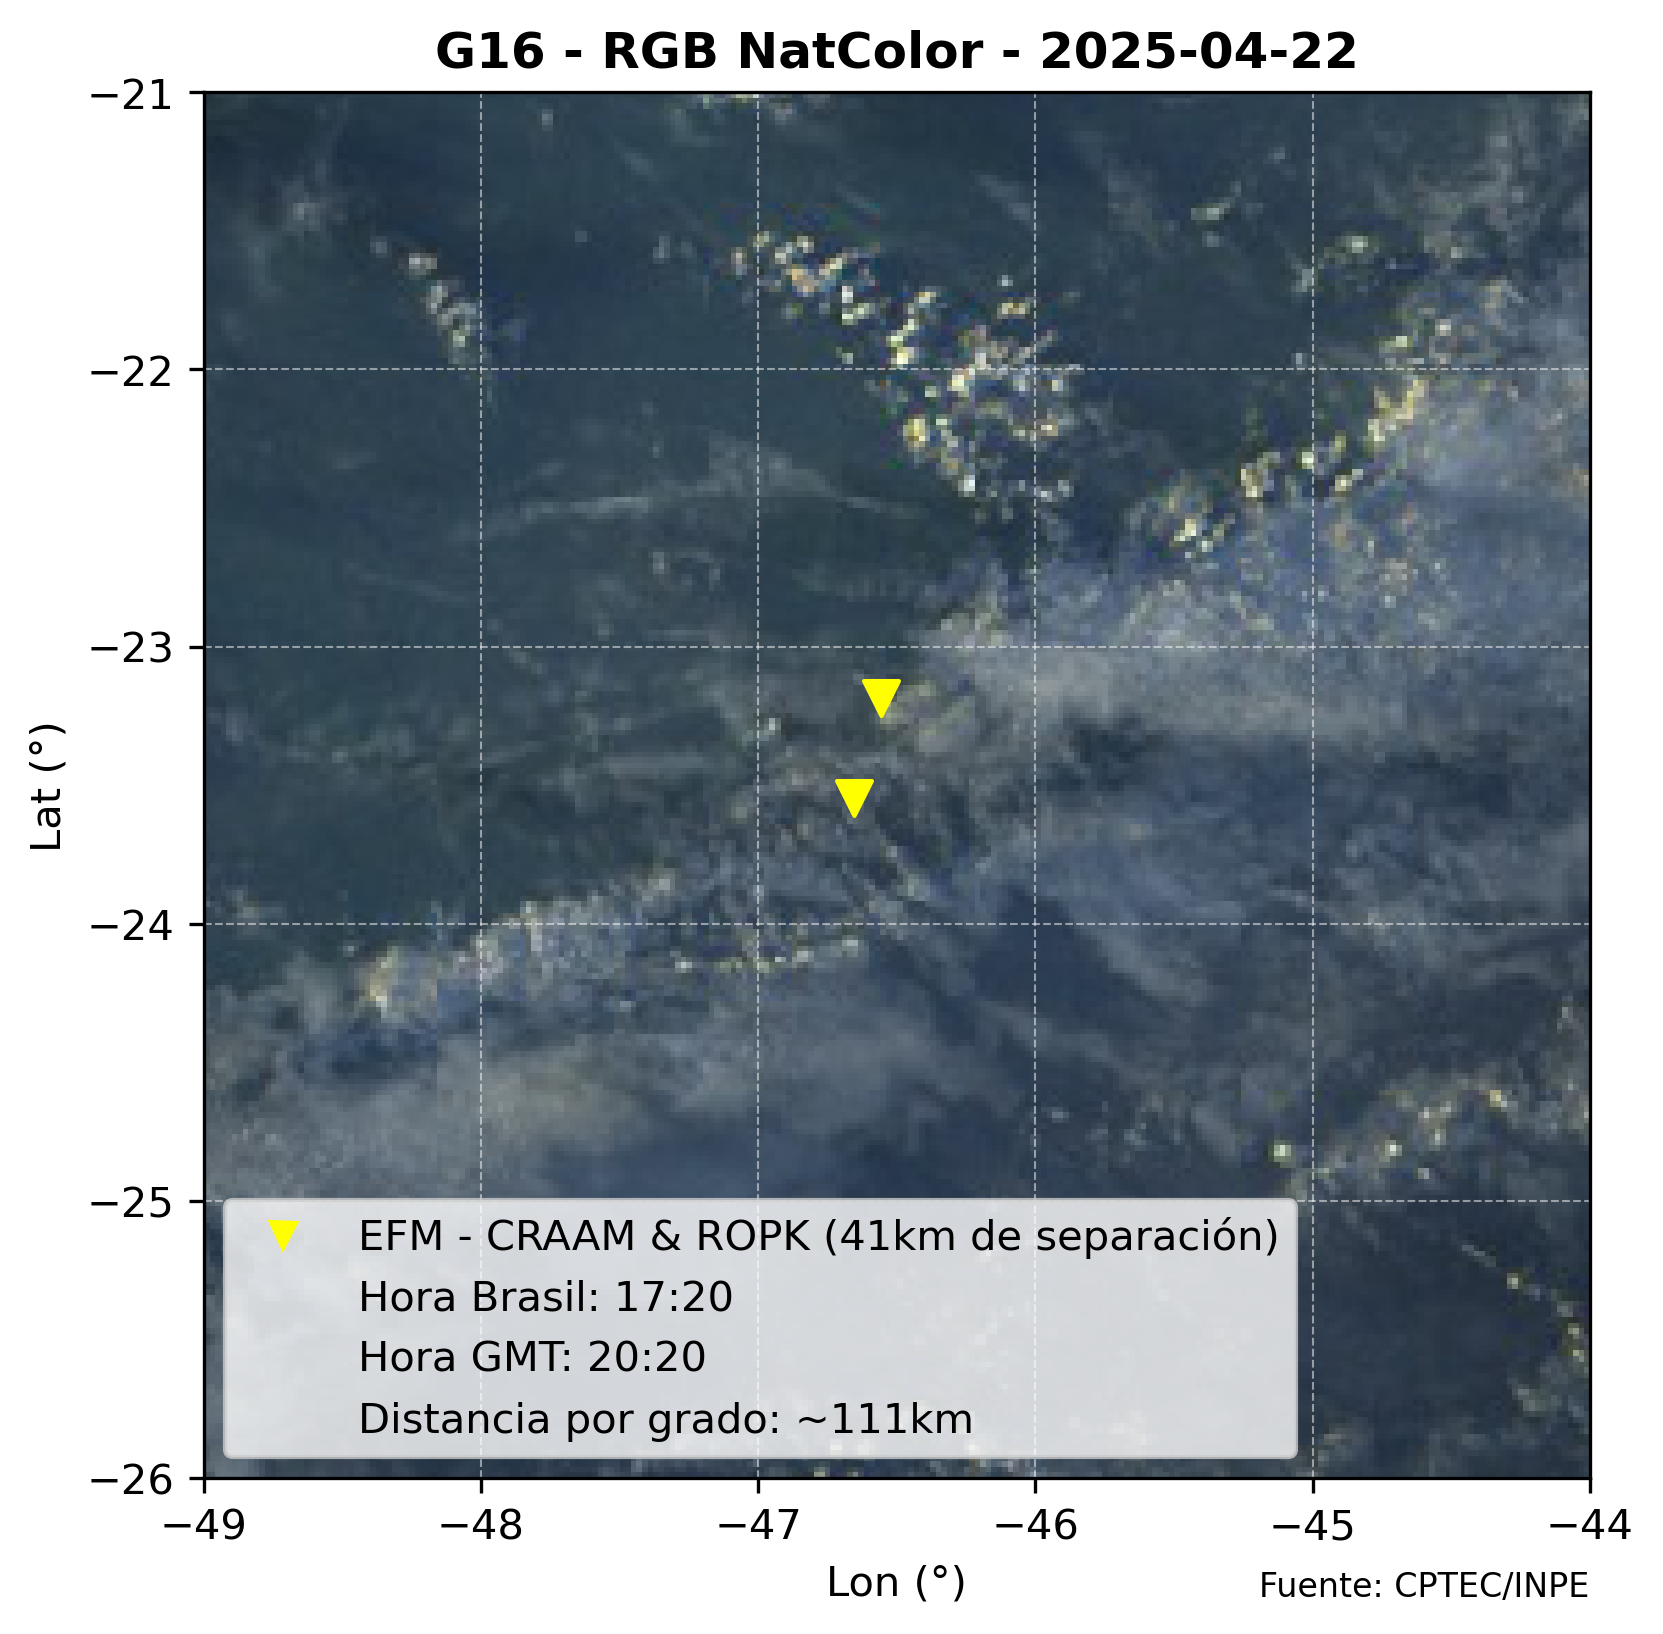 G16 - RGB NatColor - 2025-04-22
−21
−22
−23
−24
−25
−26
Lat (°)
EFM - CRAAM & ROPK (41km de separación)
Hora Brasil: 17:20
Hora GMT: 20:20
Distancia por grado: ~111km
−49
−48
−47
−46
−45
−44
Lon (°)
Fuente: CPTEC/INPE